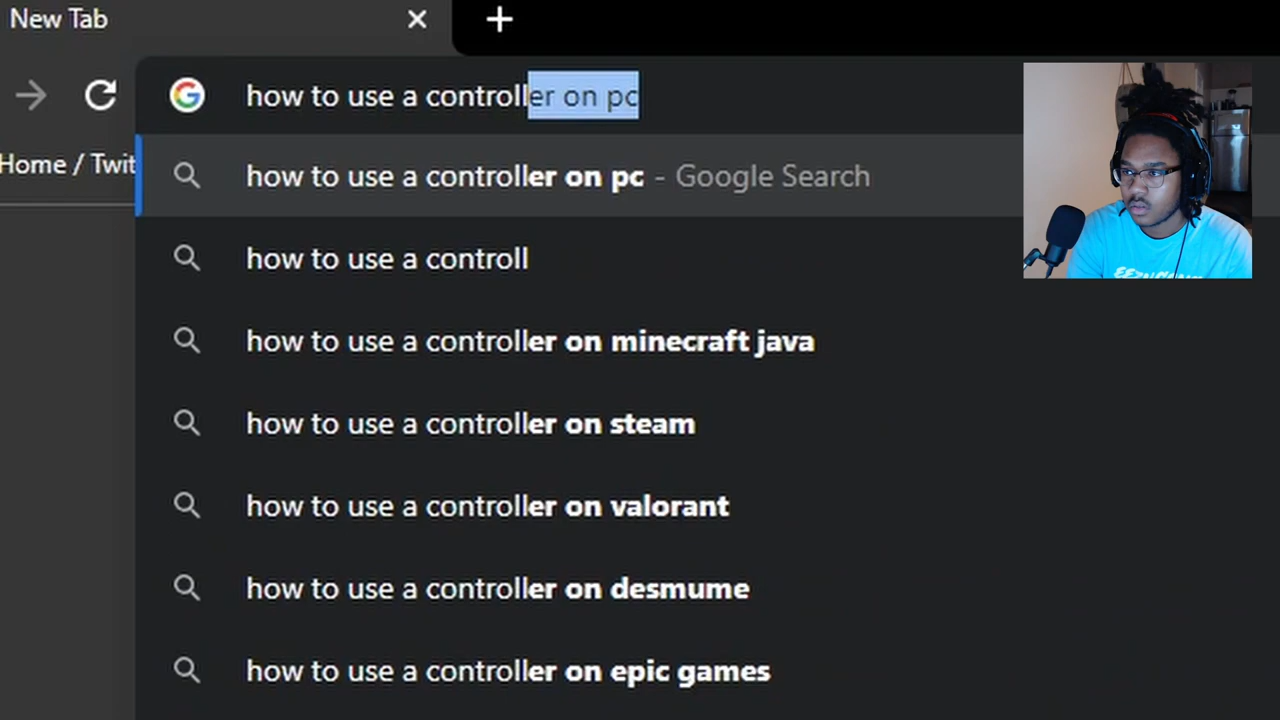 New Tab
how to use a controller on pc
Home / Twit
how to use a controller on pc - Google Search
how to use a controll
how to use a controller on minecraft java
how to use a controller on steam
how to use a controller on valorant
how to use a controller on desmume
how to use a controller on epic games